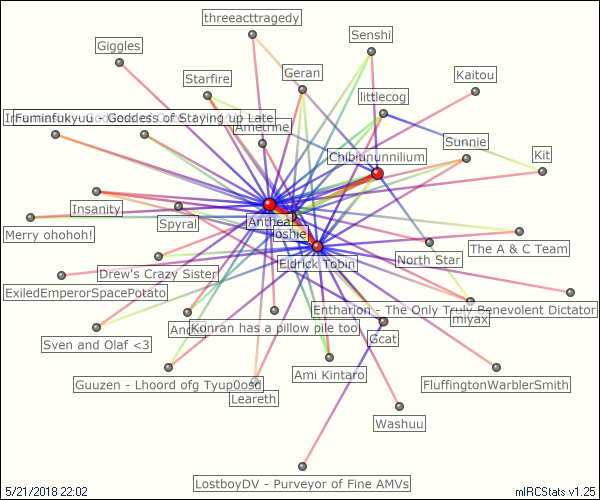 threeacttragedy
Giggles
Senshi
Starfire
Geran
Kaitou
littlecog
Fuminfukyuu - Goddess of Staying Up Late
Ametrine
Sunnie
Chibiununnilium
Kit
Insanity
Spyral
Anthea
Joshie
Merry ohohoh!
The A & C Team
Eldrick Tobin
North Star
Drew's Crazy Sister
ExiledEmperorSpacePotato
Entharion - The Only Truly Benevolent Dictator
miyax
Konran has a pillow pile too
Gcat
Sven and Olaf <3
Ami Kintaro
Guuzen - Lhoord ofg Tyup0osd
FluffingtonWarblerSmith
Leareth
Washuu
LostboyDV - Purveyor of Fine AMVs
5/21/2018 22:02
mIRCStats v1.25